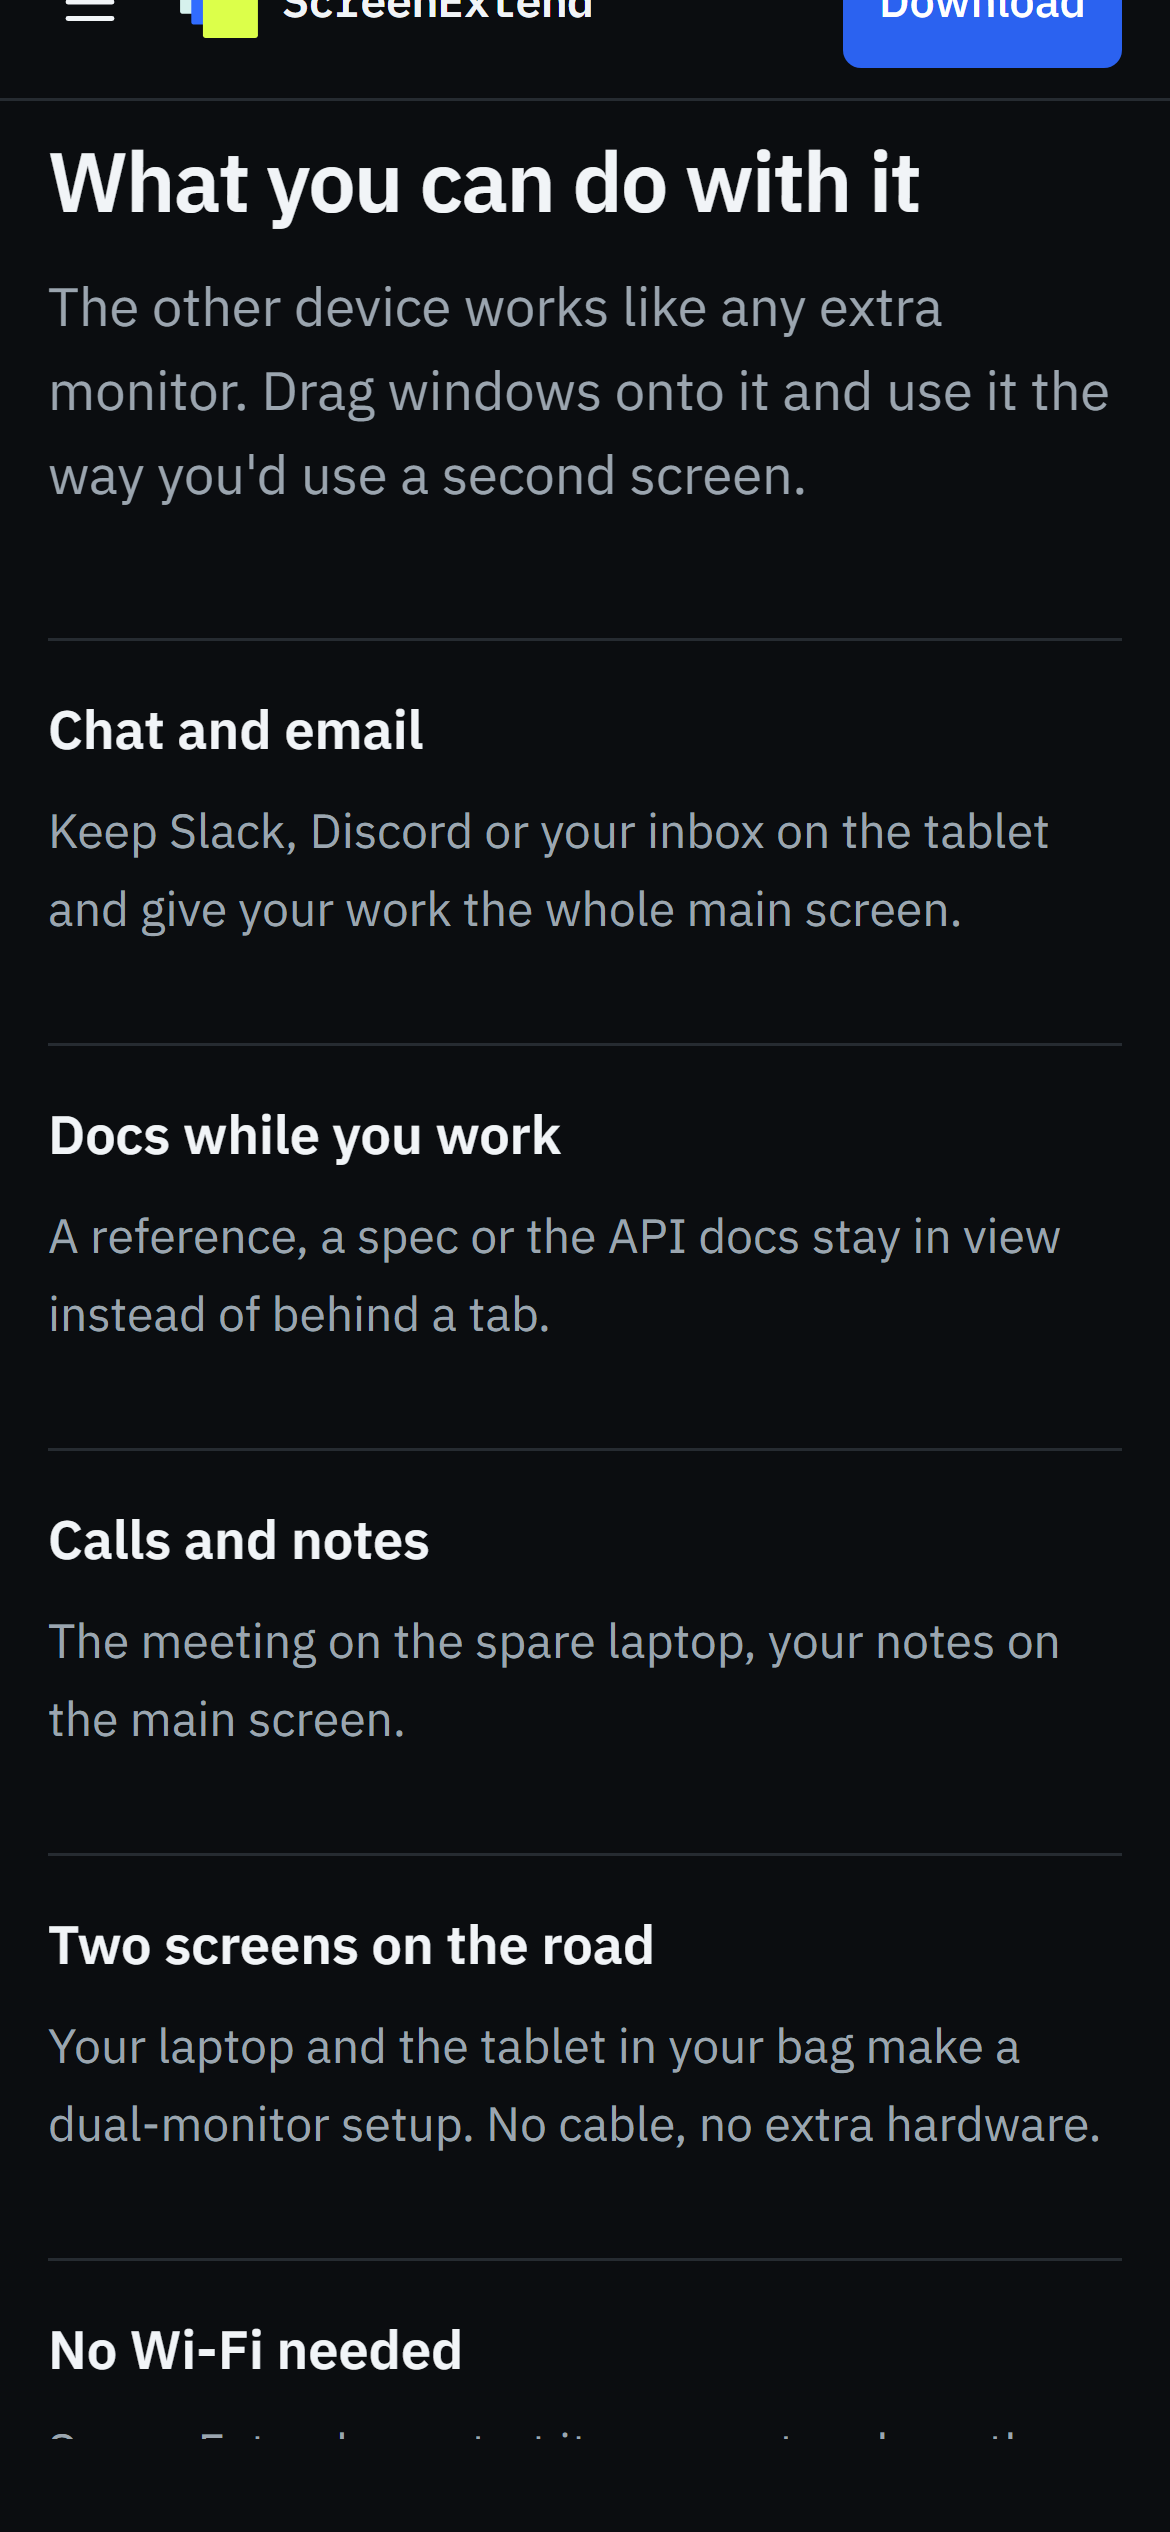 ScreenExtend
Download
What you can do with it
The other device works like any extra
monitor. Drag windows onto it and use it the
way you'd use a second screen.
Chat and email
Keep Slack, Discord or your inbox on the tablet
and give your work the whole main screen.
Docs while you work
A reference, a spec or the API docs stay in view
instead of behind a tab.
Calls and notes
The meeting on the spare laptop, your notes on
the main screen.
Two screens on the road
Your laptop and the tablet in your bag make a
dual-monitor setup. No cable, no extra hardware.
No Wi-Fi needed